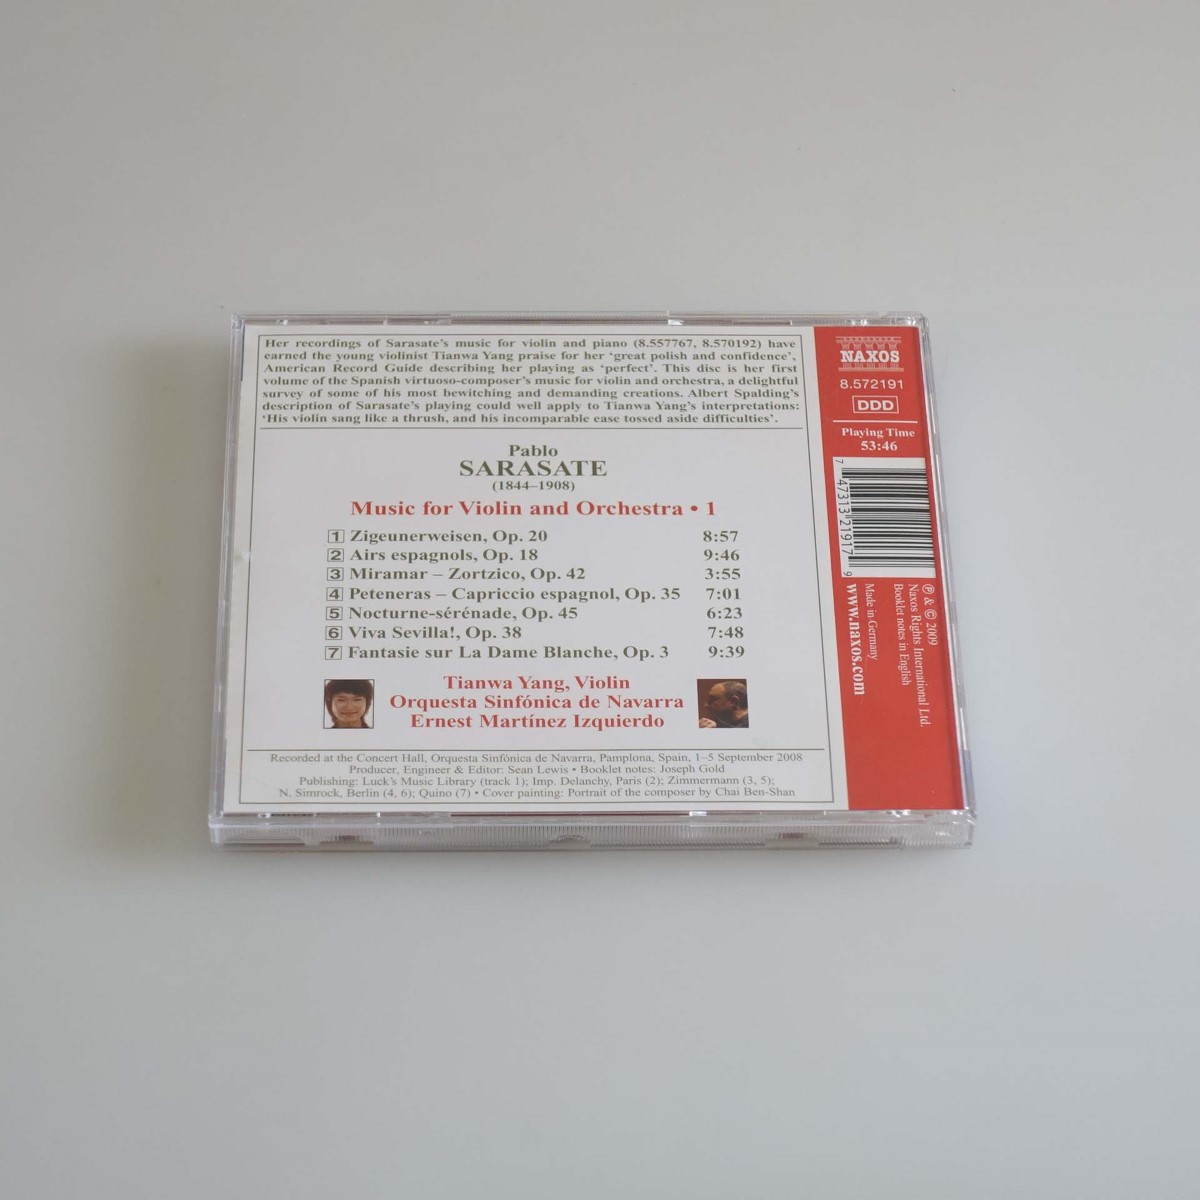 Her recordings of Sarasate's music for violin and piano (8.557767, 8.570192) have
earned the young violinist Tianwa Yang praise for her 'great polish and confidence',
American Record Guide describing her playing as 'perfect'. This disc is her first
volume of the Spanish virtuoso-composer's music for violin and orchestra, a delightful
survey of some of his most bewitching and demanding creations. Albert Spalding's
description of Sarasate's playing could well apply to Tianwa Yang's interpretations:
'His violin sang like a thrush, and his incomparable ease tossed aside difficulties'.
Pablo
SARASATE
(1844–1908)
Music for Violin and Orchestra • 1
1 Zigeunerweisen, Op. 20 8:57
2 Airs espagnols, Op. 18 9:46
3 Miramar – Zortzico, Op. 42 3:55
4 Peteneras – Capriccio espagnol, Op. 35 7:01
5 Nocturne-sérénade, Op. 45 6:23
6 Viva Sevilla!, Op. 38 7:48
7 Fantasie sur La Dame Blanche, Op. 3 9:39
Tianwa Yang, Violin
Orquesta Sinfónica de Navarra
Ernest Martínez Izquierdo
Recorded at the Concert Hall, Orquesta Sinfónica de Navarra, Pamplona, Spain, 1–5 September 2008
Producer, Engineer & Editor: Sean Lewis • Booklet notes: Joseph Gold
Publishing: Luck's Music Library (track 1); Imp. Delanchy, Paris (2); Zimmermann (3, 5);
N. Simrock, Berlin (4, 6); Quino (7) • Cover painting: Portrait of the composer by Chai Ben-Shan
NAXOS
8.572191
DDD
Playing Time
53:46
7 47313 21917 9
℗ & © 2009
Naxos Rights International Ltd.
Booklet notes in English
Made in Germany
www.naxos.com